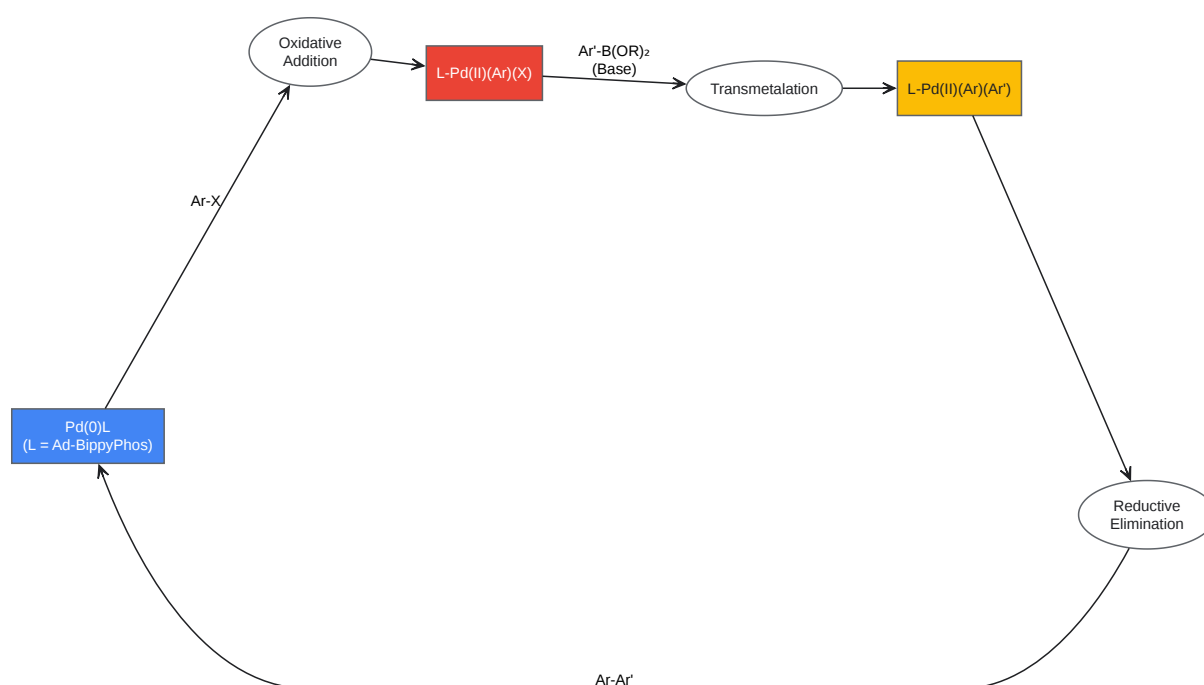 Oxidative
Addition
L-Pd(II)(Ar)(X)
Ar'-B(OR)₂
(Base)
Transmetalation
L-Pd(II)(Ar)(Ar')
Ar-X
Pd(0)L
(L = Ad-BippyPhos)
Reductive
Elimination
Ar-Ar'